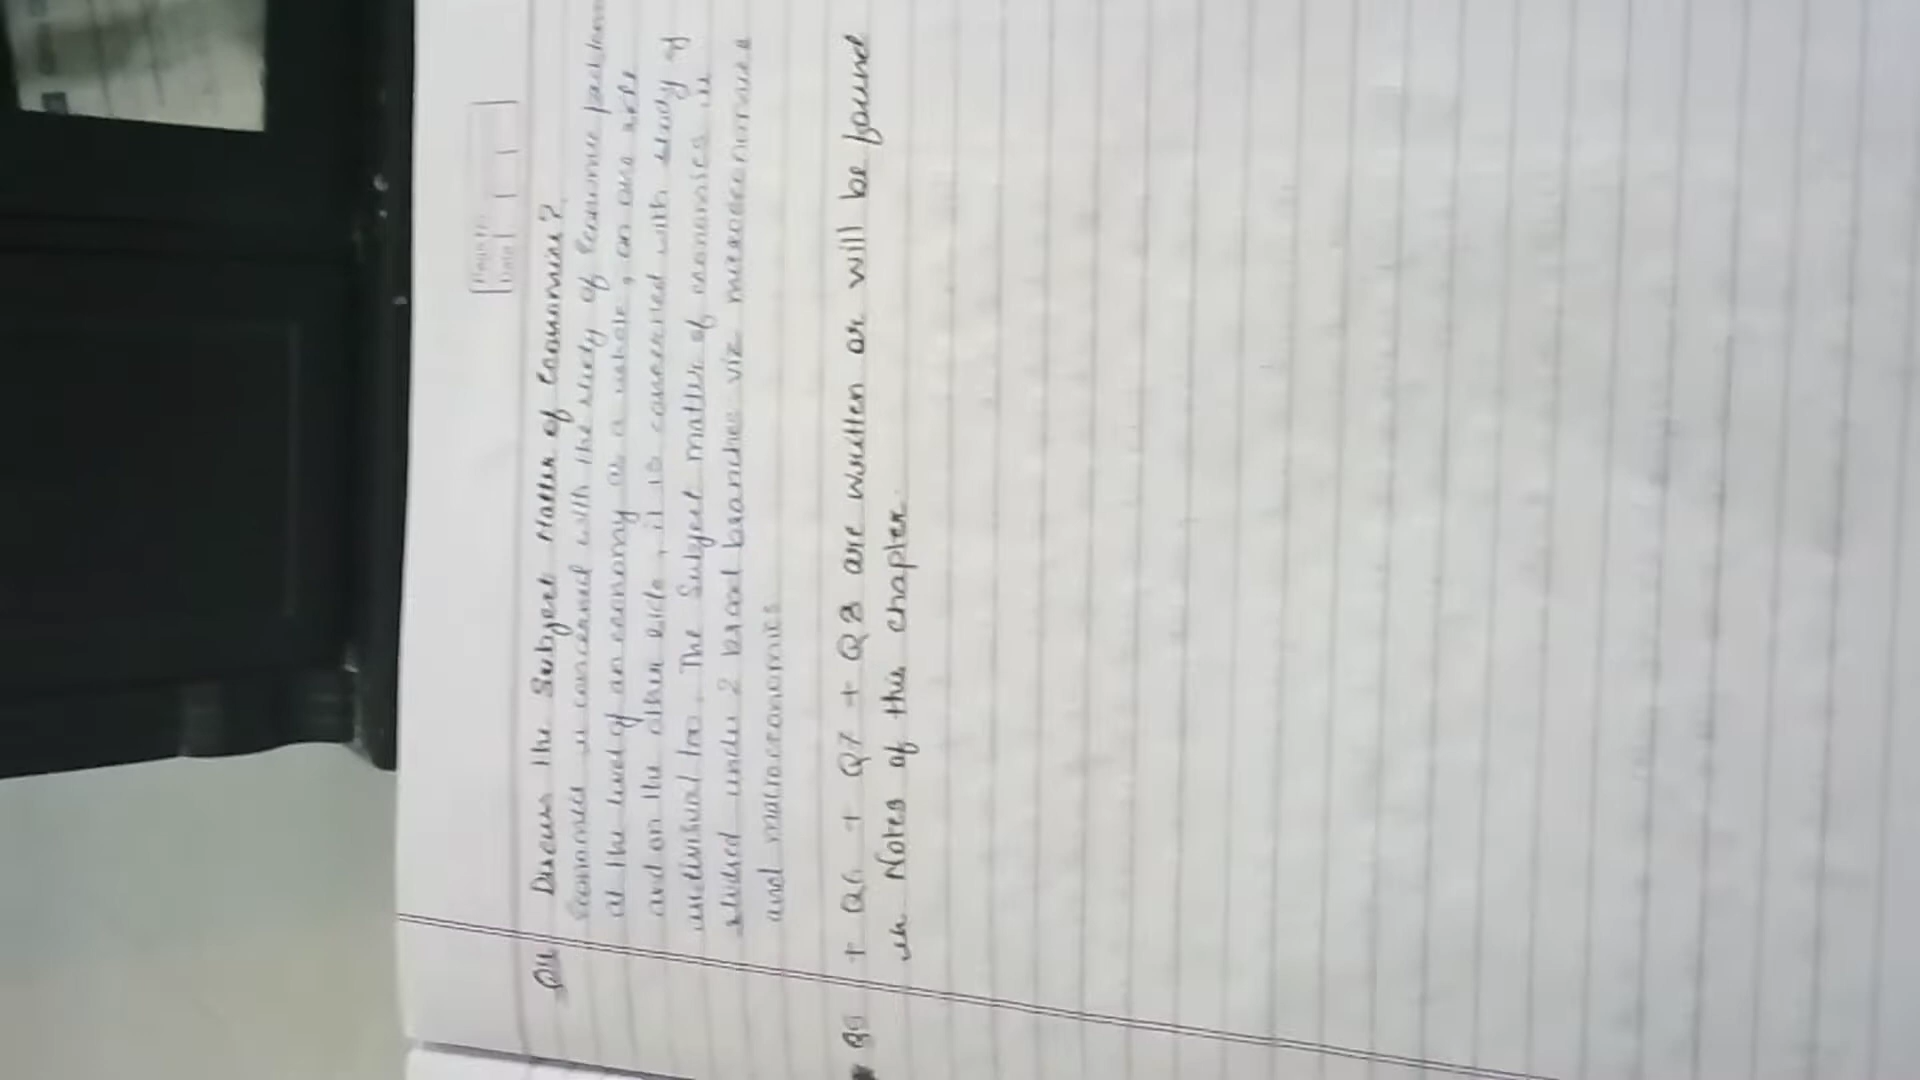 Page No.
Date
Q4 Discuss the Subject Matter of Economics?
Economics is concerned with the study of Economic
at the level of an economy as a whole, on one side
and on the other side, it is concerned with study of
individual too. The Subject matter of economics is
studied under 2 broad branches viz microeconomics
and macroeconomics
Q5 + Q6 + Q7 + Q8 are written or will be found
in Notes of this chapter.